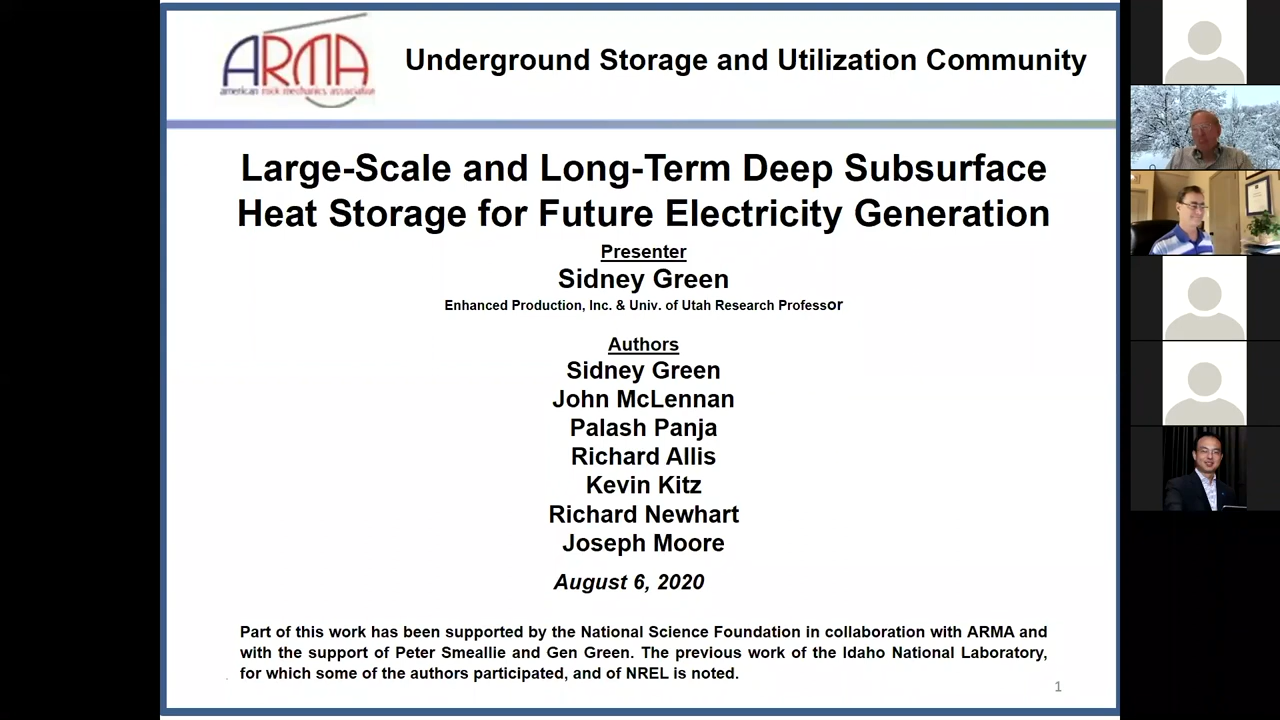 ARMA
american rock mechanics association
Underground Storage and Utilization Community
Large-Scale and Long-Term Deep Subsurface
Heat Storage for Future Electricity Generation
Presenter
Sidney Green
Enhanced Production, Inc. & Univ. of Utah Research Professor
Authors
Sidney Green
John McLennan
Palash Panja
Richard Allis
Kevin Kitz
Richard Newhart
Joseph Moore
August 6, 2020
Part of this work has been supported by the National Science Foundation in collaboration with ARMA and
with the support of Peter Smeallie and Gen Green. The previous work of the Idaho National Laboratory,
for which some of the authors participated, and of NREL is noted.
1